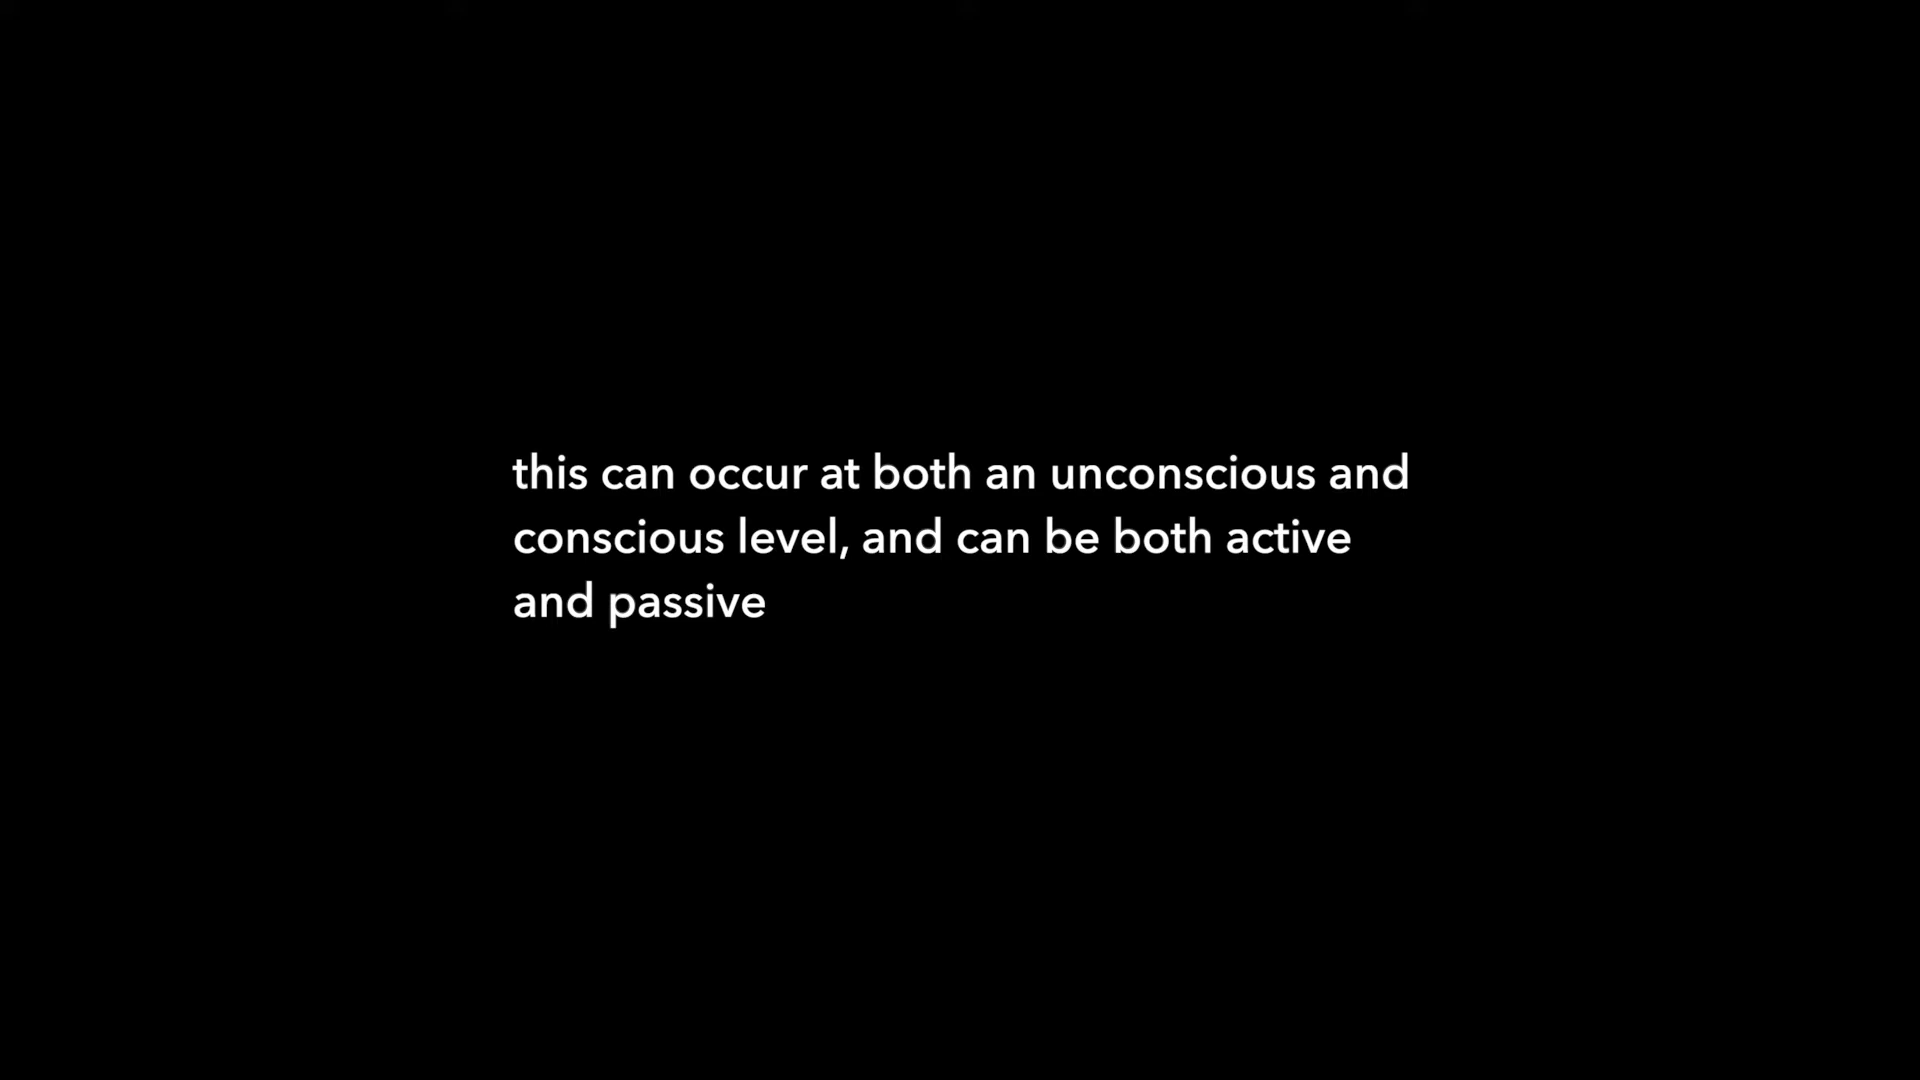 this can occur at both an unconscious and
conscious level, and can be both active
and passive